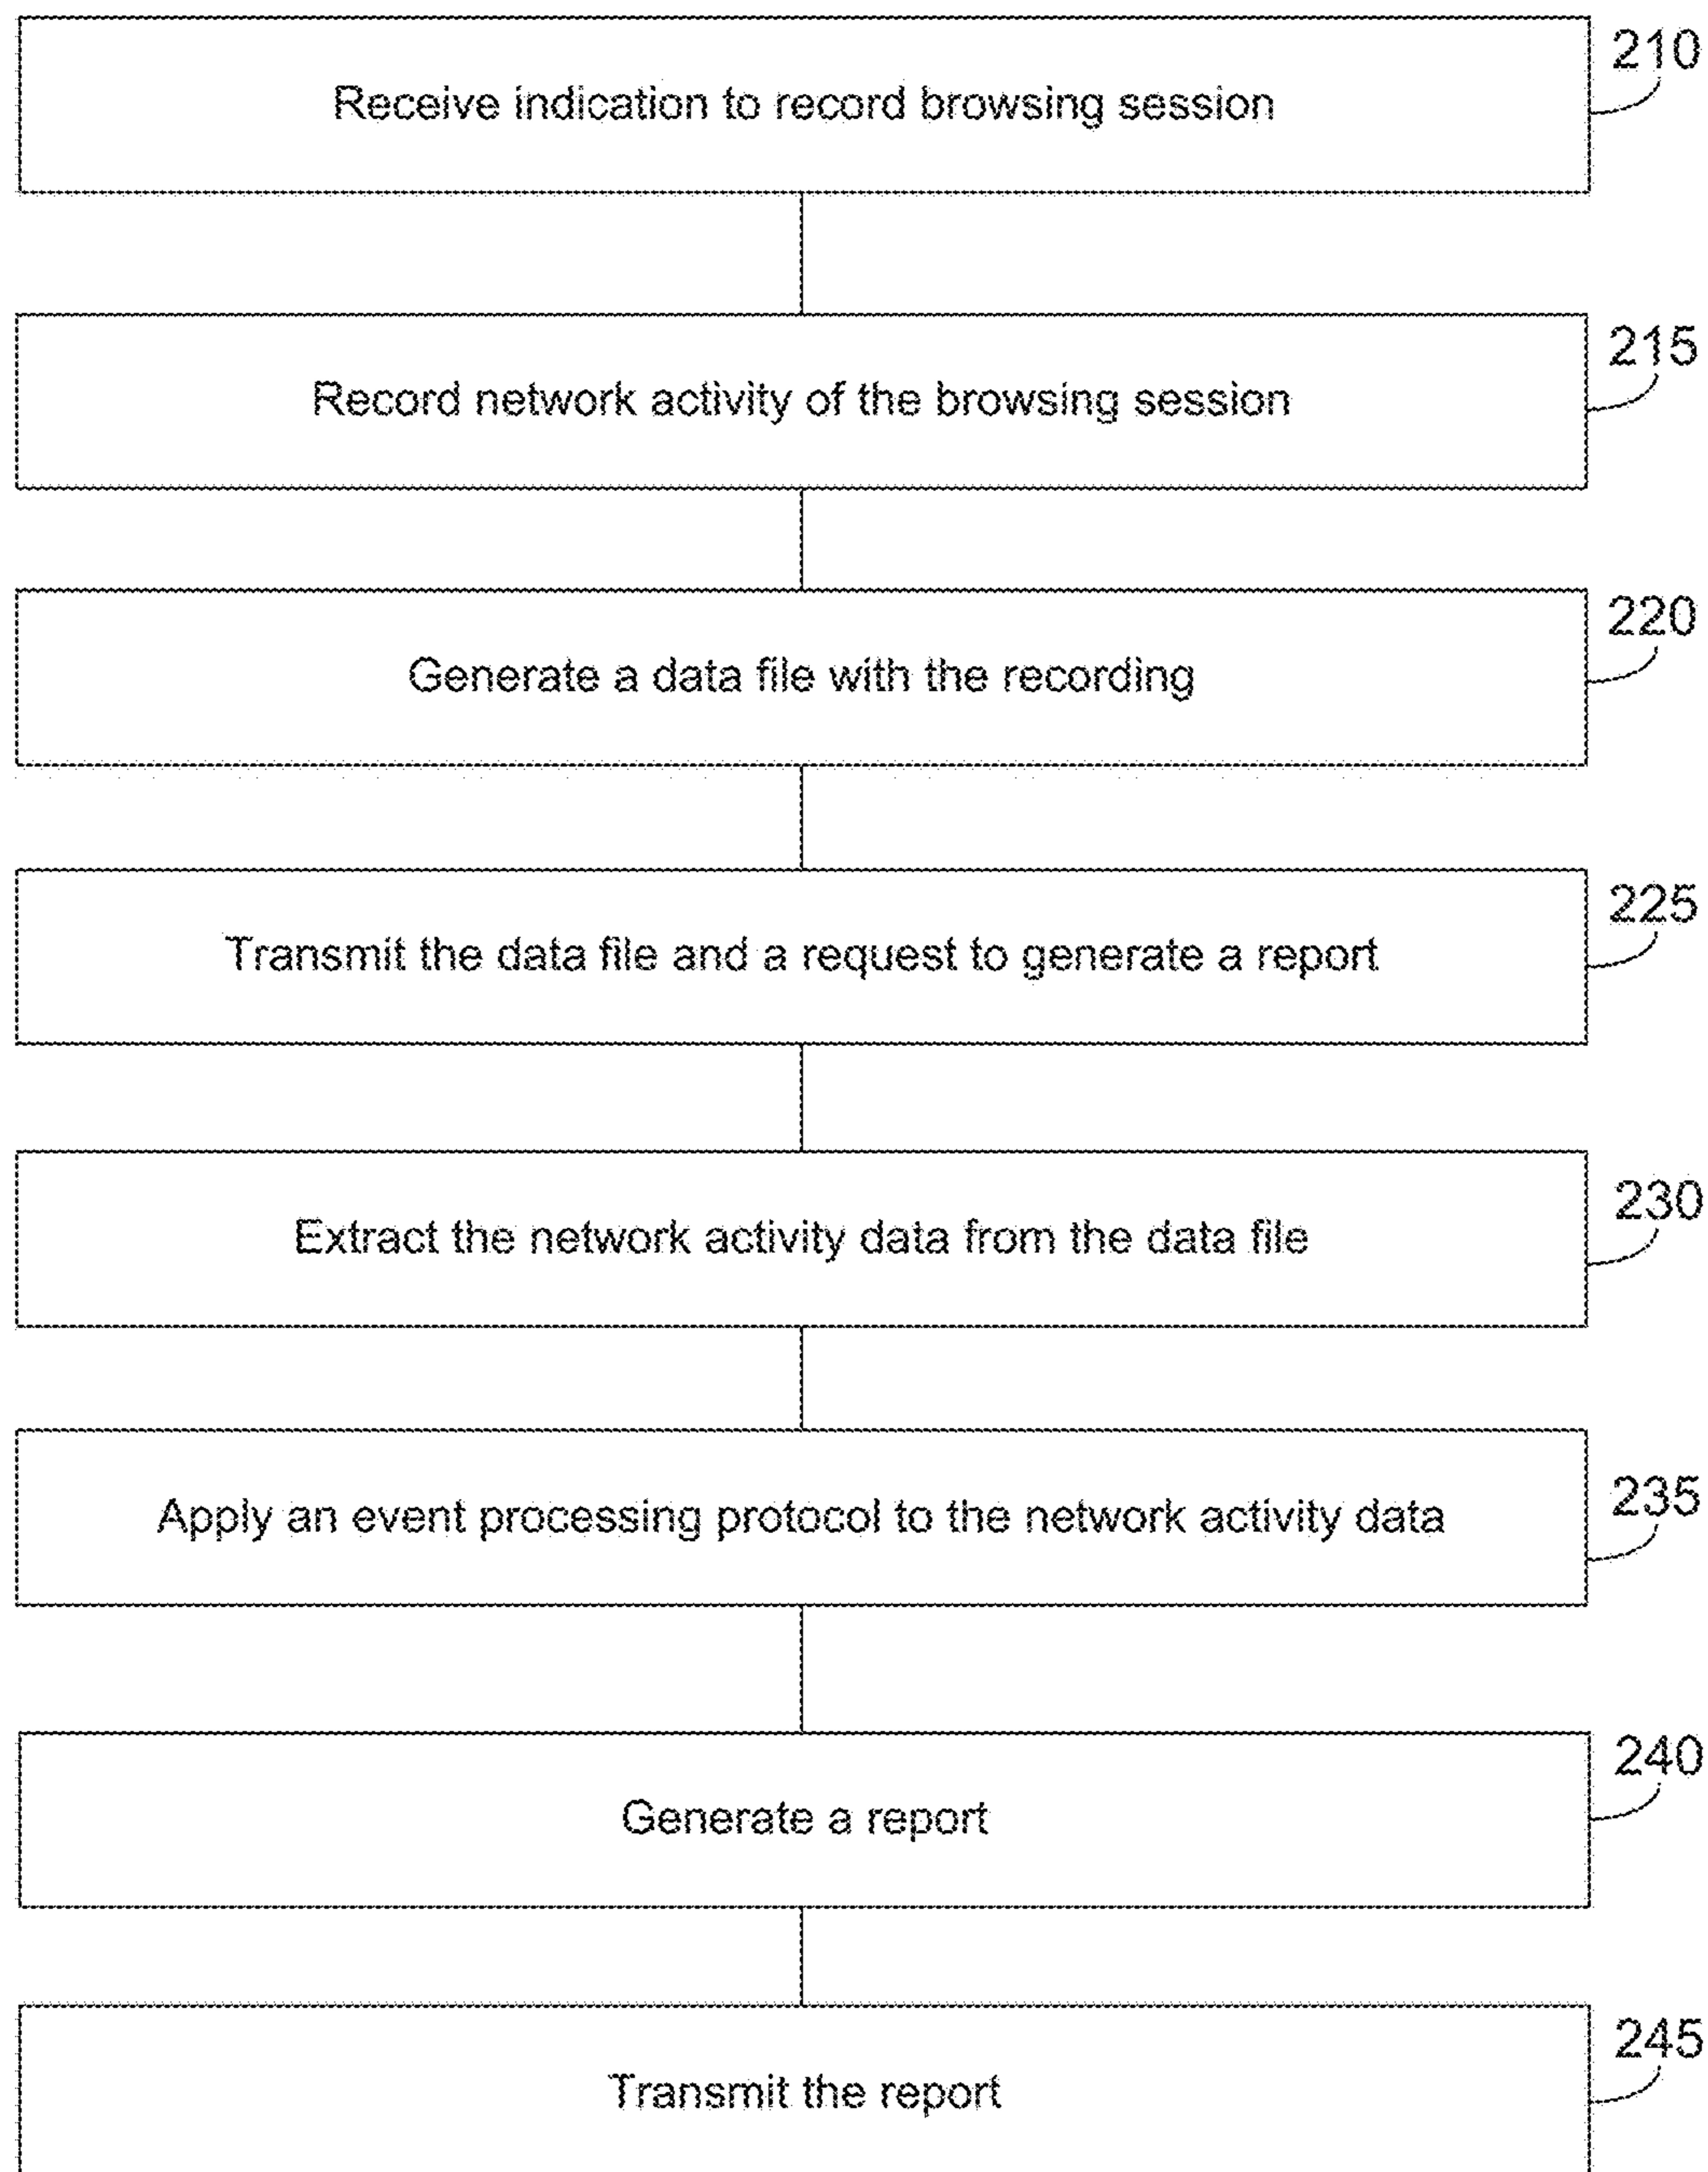 210
Receive indication to record browsing session
215
Record network activity of the browsing session
220
Generate a data file with the recording
225
Transmit the data file and a request to generate a report
230
Extract the network activity data from the data file
235
Apply an event processing protocol to the network activity data
240
Generate a report
245
Transmit the report